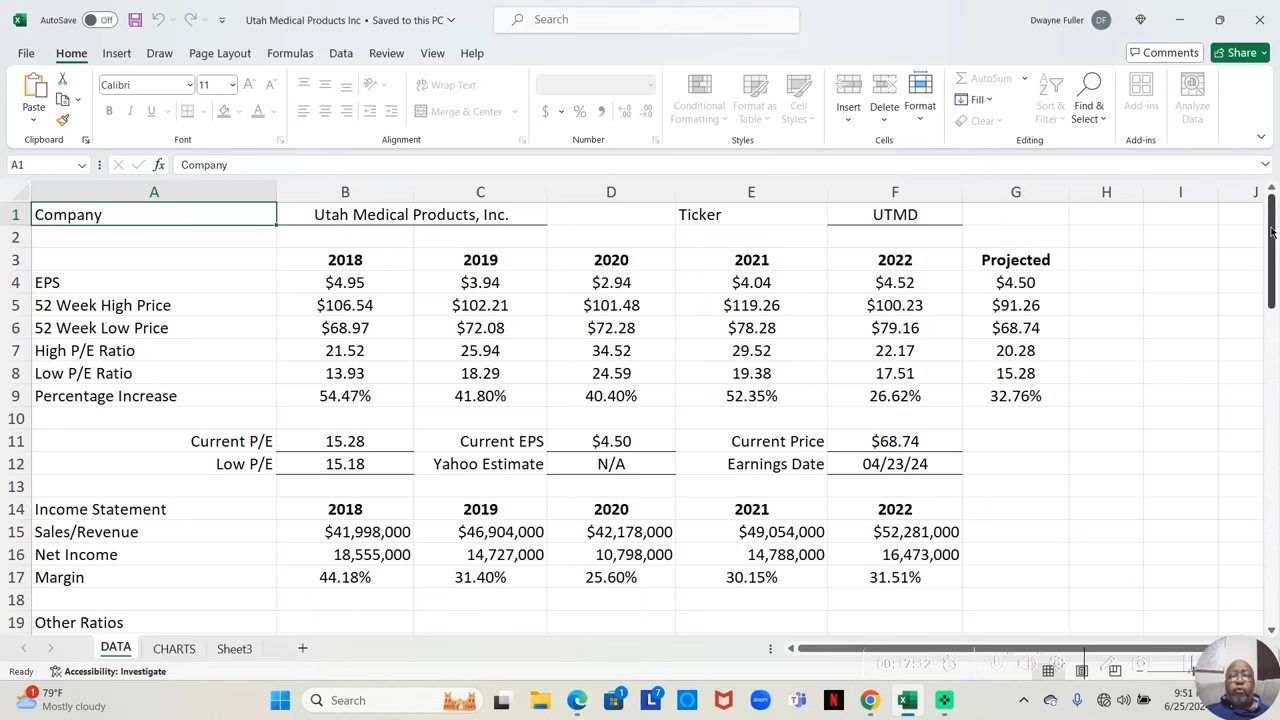 AutoSave Off Utah Medical Products Inc • Saved to this PC Search Dwayne Fuller DF
File Home Insert Draw Page Layout Formulas Data Review View Help Comments Share
Calibri 11 Wrap Text AutoSum
Paste B I U Merge & Center $ % Conditional Formatting Format as Table Cell Styles Insert Delete Format Fill Sort & Filter Find & Select Add-ins Analyze Data
Clear
Clipboard Font Alignment Number Styles Cells Editing Add-ins
A1 fx Company
A B C D E F G H I J
1 Company Utah Medical Products, Inc. Ticker UTMD
2
3 2018 2019 2020 2021 2022 Projected
4 EPS $4.95 $3.94 $2.94 $4.04 $4.52 $4.50
5 52 Week High Price $106.54 $102.21 $101.48 $119.26 $100.23 $91.26
6 52 Week Low Price $68.97 $72.08 $72.28 $78.28 $79.16 $68.74
7 High P/E Ratio 21.52 25.94 34.52 29.52 22.17 20.28
8 Low P/E Ratio 13.93 18.29 24.59 19.38 17.51 15.28
9 Percentage Increase 54.47% 41.80% 40.40% 52.35% 26.62% 32.76%
10
11 Current P/E 15.28 Current EPS $4.50 Current Price $68.74
12 Low P/E 15.18 Yahoo Estimate N/A Earnings Date 04/23/24
13
14 Income Statement 2018 2019 2020 2021 2022
15 Sales/Revenue $41,998,000 $46,904,000 $42,178,000 $49,054,000 $52,281,000
16 Net Income 18,555,000 14,727,000 10,798,000 14,788,000 16,473,000
17 Margin 44.18% 31.40% 25.60% 30.15% 31.51%
18
19 Other Ratios
DATA CHARTS Sheet3
Ready Accessibility: Investigate 00:17:12
1 79°F Search 1 7 zoom N 9:51
Mostly cloudy